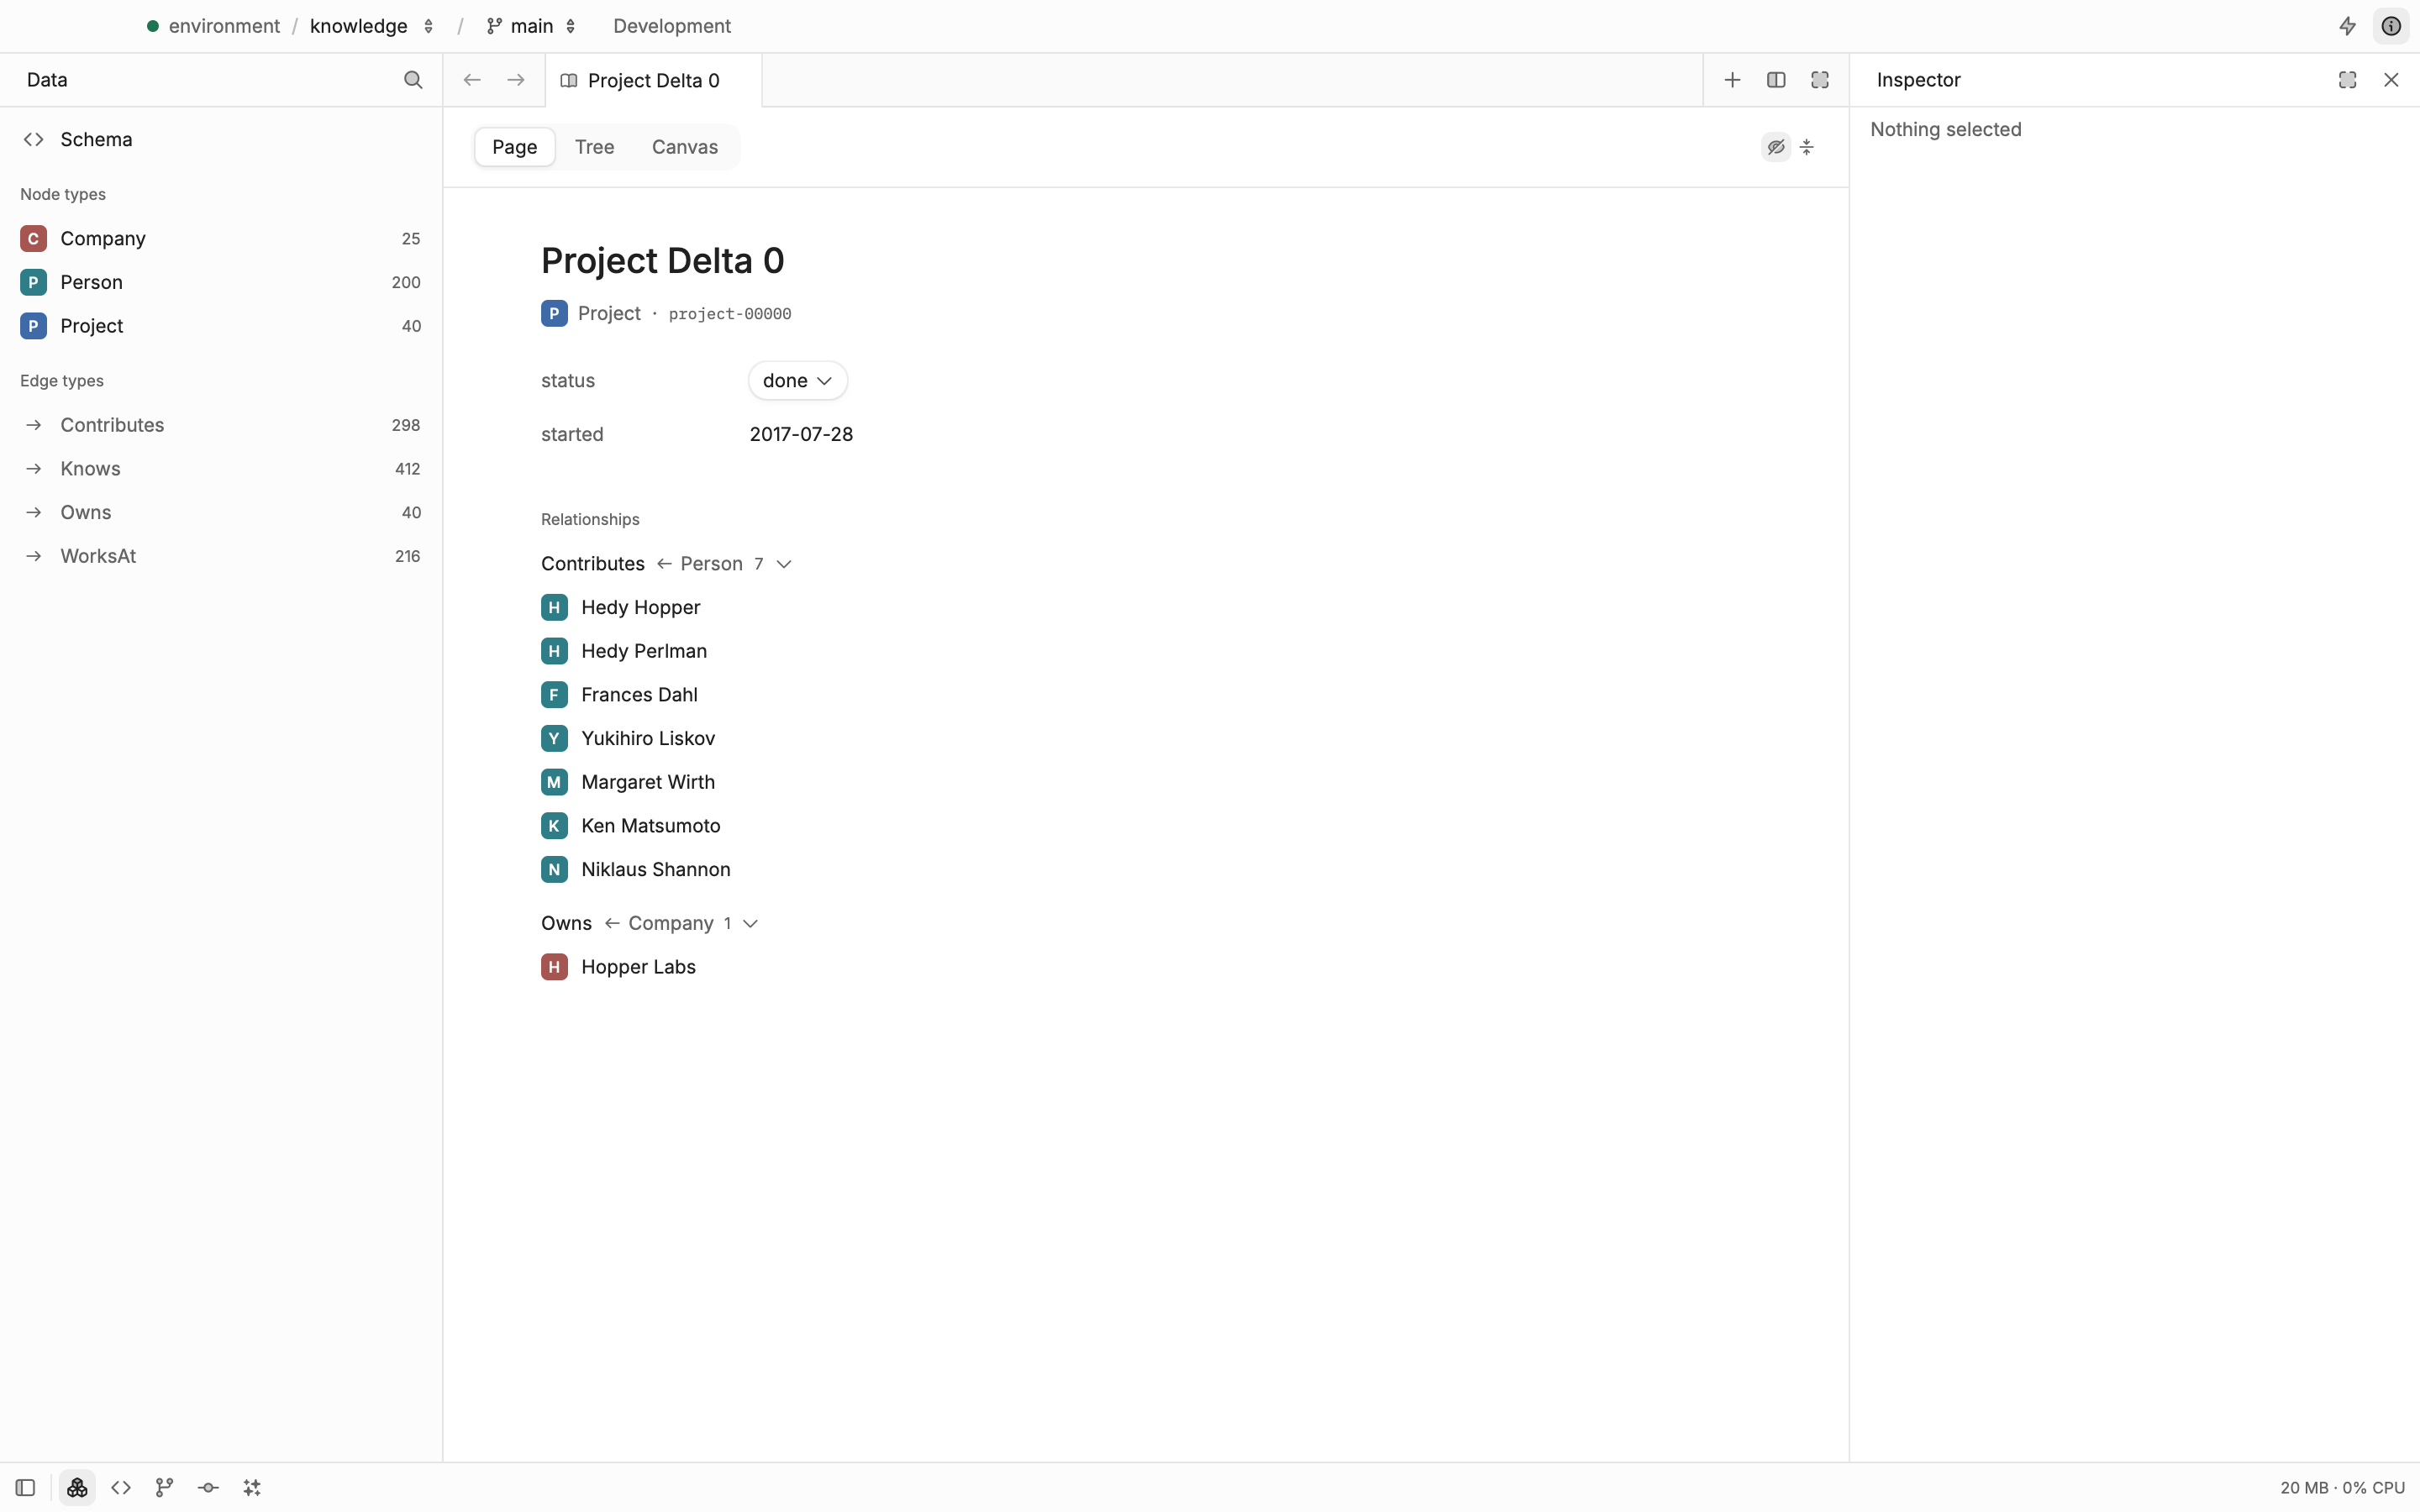 environment / knowledge / main Development
Data
Project Delta 0
Inspector
Schema
Page Tree Canvas
Nothing selected
Node types
C Company 25
P Person 200
P Project 40
Edge types
Contributes 298
Knows 412
Owns 40
WorksAt 216
Project Delta 0
P Project · project-00000
status done
started 2017-07-28
Relationships
Contributes ← Person 7
H Hedy Hopper
H Hedy Perlman
F Frances Dahl
Y Yukihiro Liskov
M Margaret Wirth
K Ken Matsumoto
N Niklaus Shannon
Owns ← Company 1
H Hopper Labs
20 MB · 0% CPU